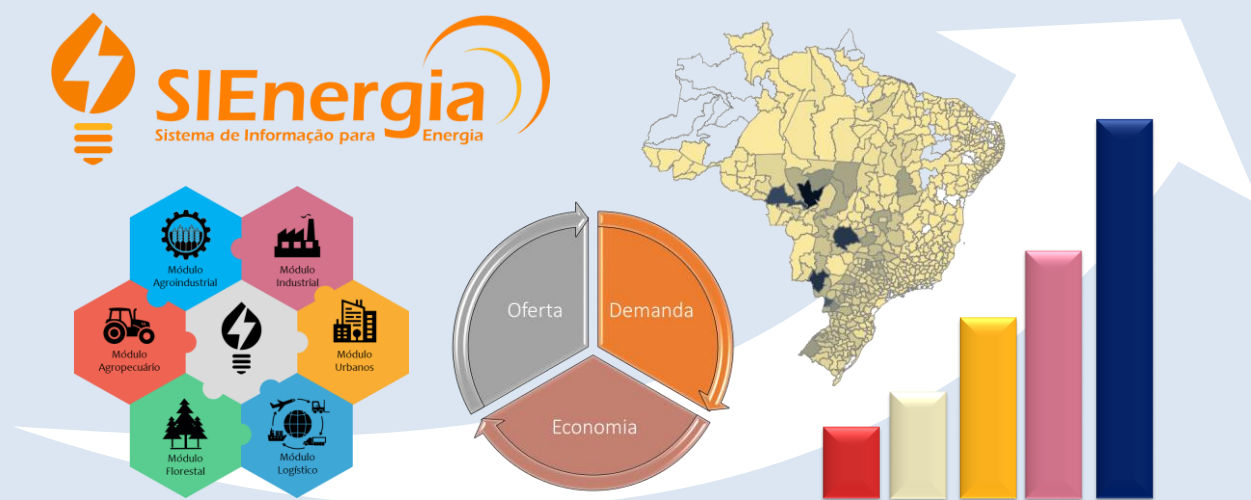 SIEnergia
Sistema de Informação para Energia
Módulo
Agroindustrial
Módulo
Industrial
Módulo
Agropecuário
Módulo
Urbanos
Módulo
Florestal
Módulo
Logístico
Oferta
Demanda
Economia